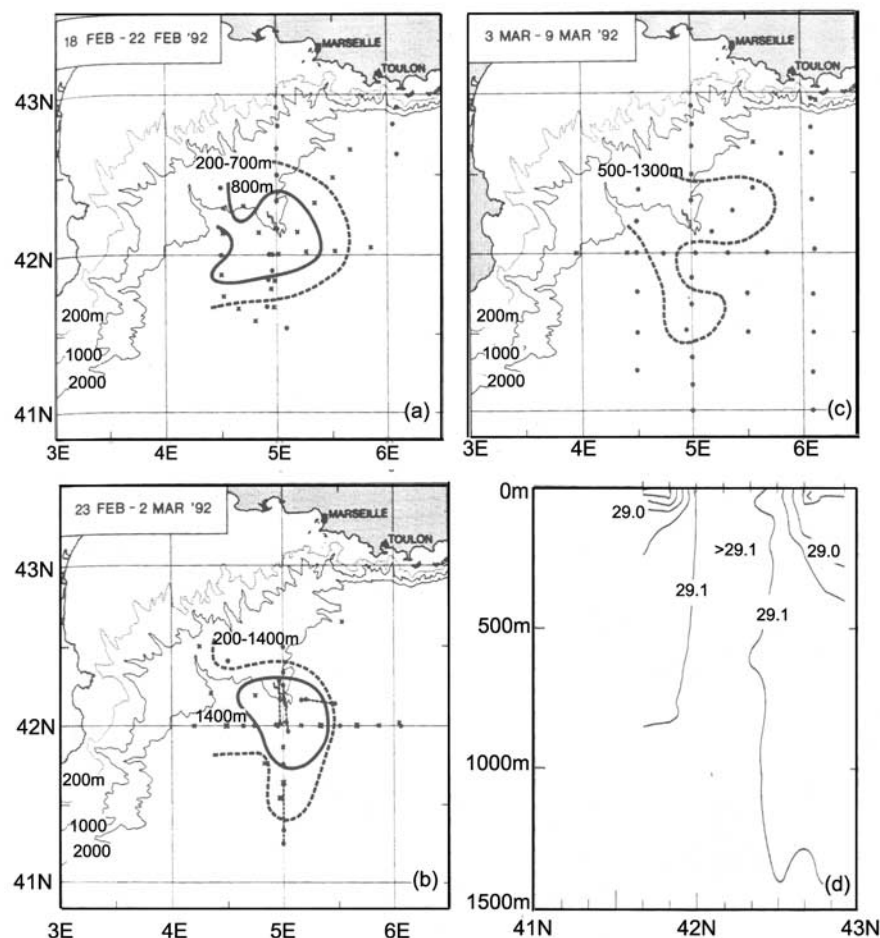 18 FEB - 22 FEB '92
MARSEILLE
TOULON
43N
200-700m
800m
42N
200m
1000
2000
41N
(a)
3E 4E 5E 6E
3 MAR - 9 MAR '92
MARSEILLE
TOULON
43N
500-1300m
42N
200m
1000
2000
41N
(c)
3E 4E 5E 6E
23 FEB - 2 MAR '92
MARSEILLE
TOULON
43N
200-1400m
1400m
42N
200m
1000
2000
41N
(b)
3E 4E 5E 6E
0m
29.0
>29.1
29.0
29.1
29.1
500m
1000m
1500m
(d)
41N 42N 43N